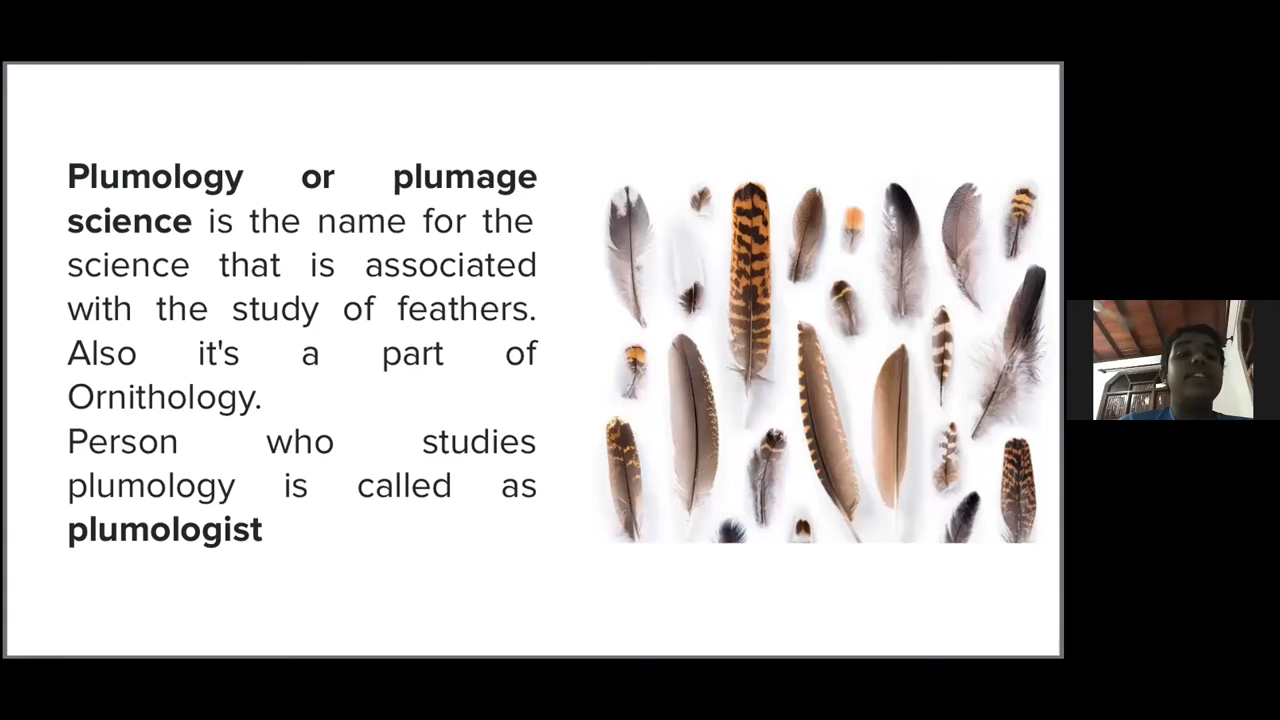 Plumology or plumage
science is the name for the
science that is associated
with the study of feathers.
Also it's a part of
Ornithology.
Person who studies
plumology is called as
plumologist